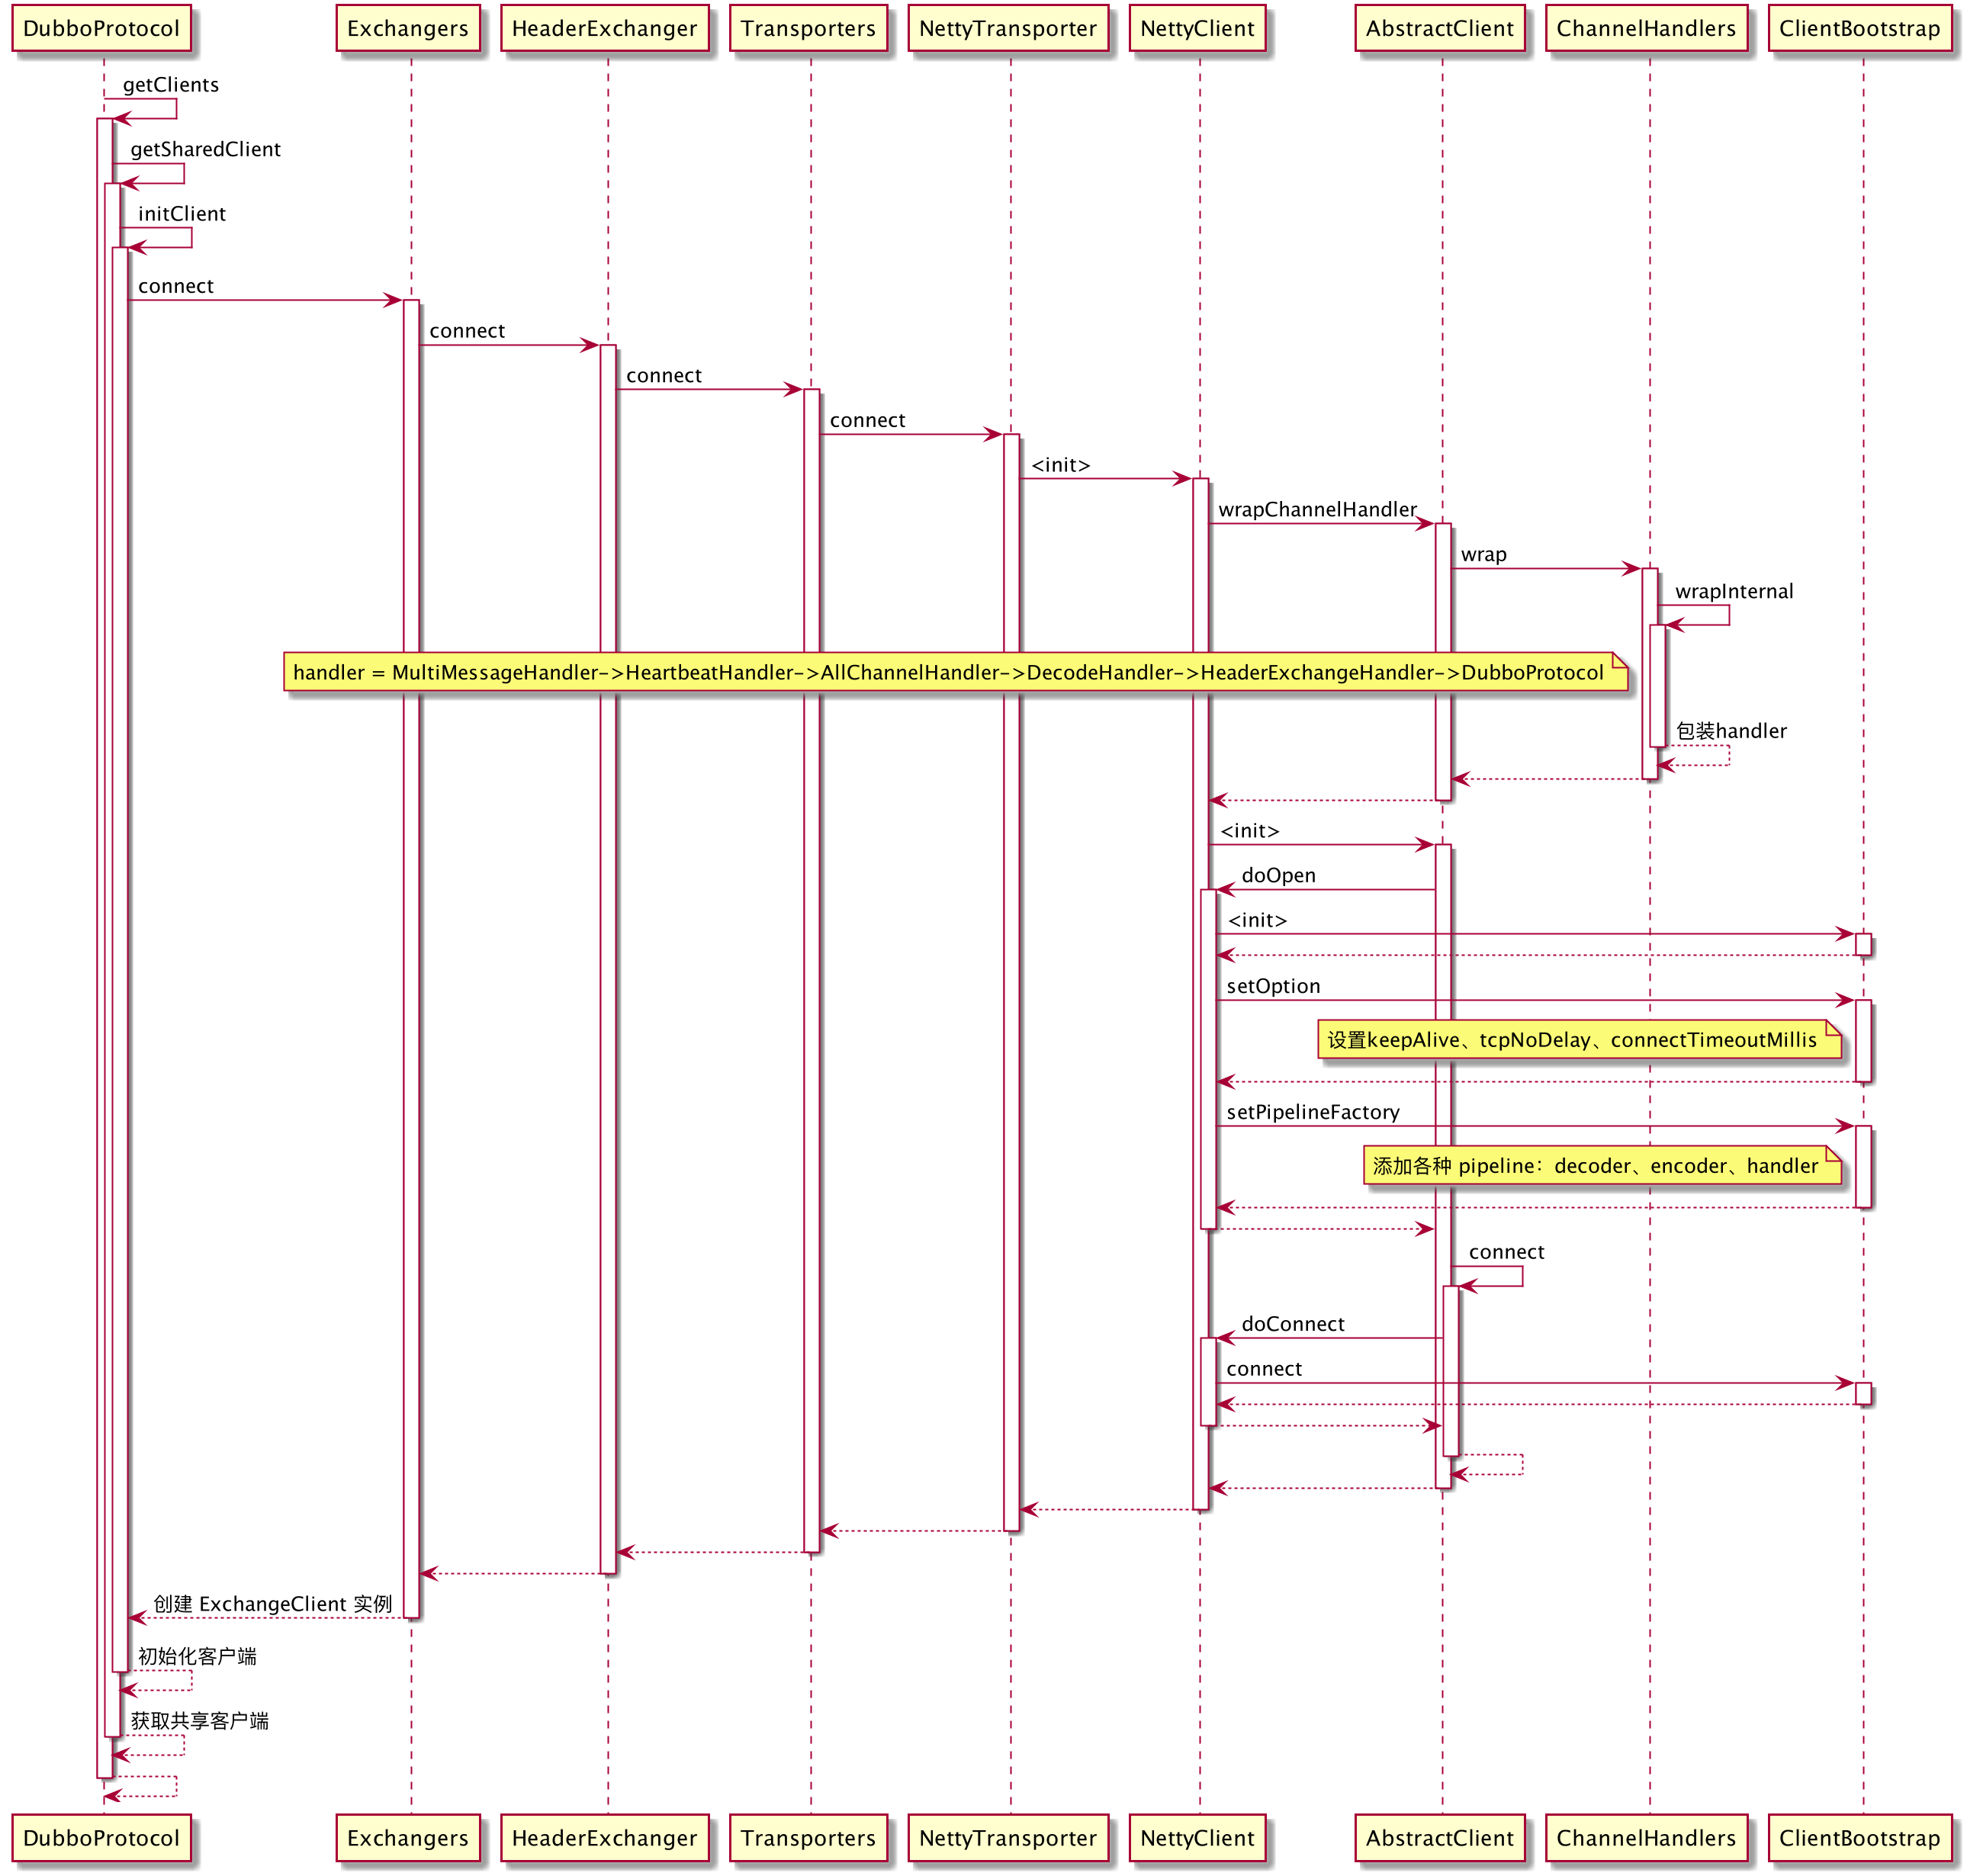 DubboProtocol
Exchangers
HeaderExchanger
Transporters
NettyTransporter
NettyClient
AbstractClient
ChannelHandlers
ClientBootstrap
getClients
getSharedClient
initClient
connect
connect
connect
connect
<init>
wrapChannelHandler
wrap
wrapInternal
handler = MultiMessageHandler->HeartbeatHandler->AllChannelHandler->DecodeHandler->HeaderExchangeHandler->DubboProtocol
包装handler
<init>
doOpen
<init>
setOption
设置keepAlive、tcpNoDelay、connectTimeoutMillis
setPipelineFactory
添加各种 pipeline：decoder、encoder、handler
connect
doConnect
connect
创建 ExchangeClient 实例
初始化客户端
获取共享客户端
DubboProtocol
Exchangers
HeaderExchanger
Transporters
NettyTransporter
NettyClient
AbstractClient
ChannelHandlers
ClientBootstrap